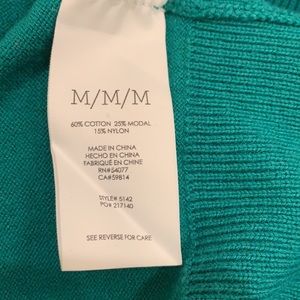 M/M/M
60% COTTON 25% MODAL
15% NYLON
MADE IN CHINA
HECHO EN CHINA
FABRIQUÉ EN CHINE
RN#54077
CA#59814
STYLE# 5142
PO# 217140
SEE REVERSE FOR CARE